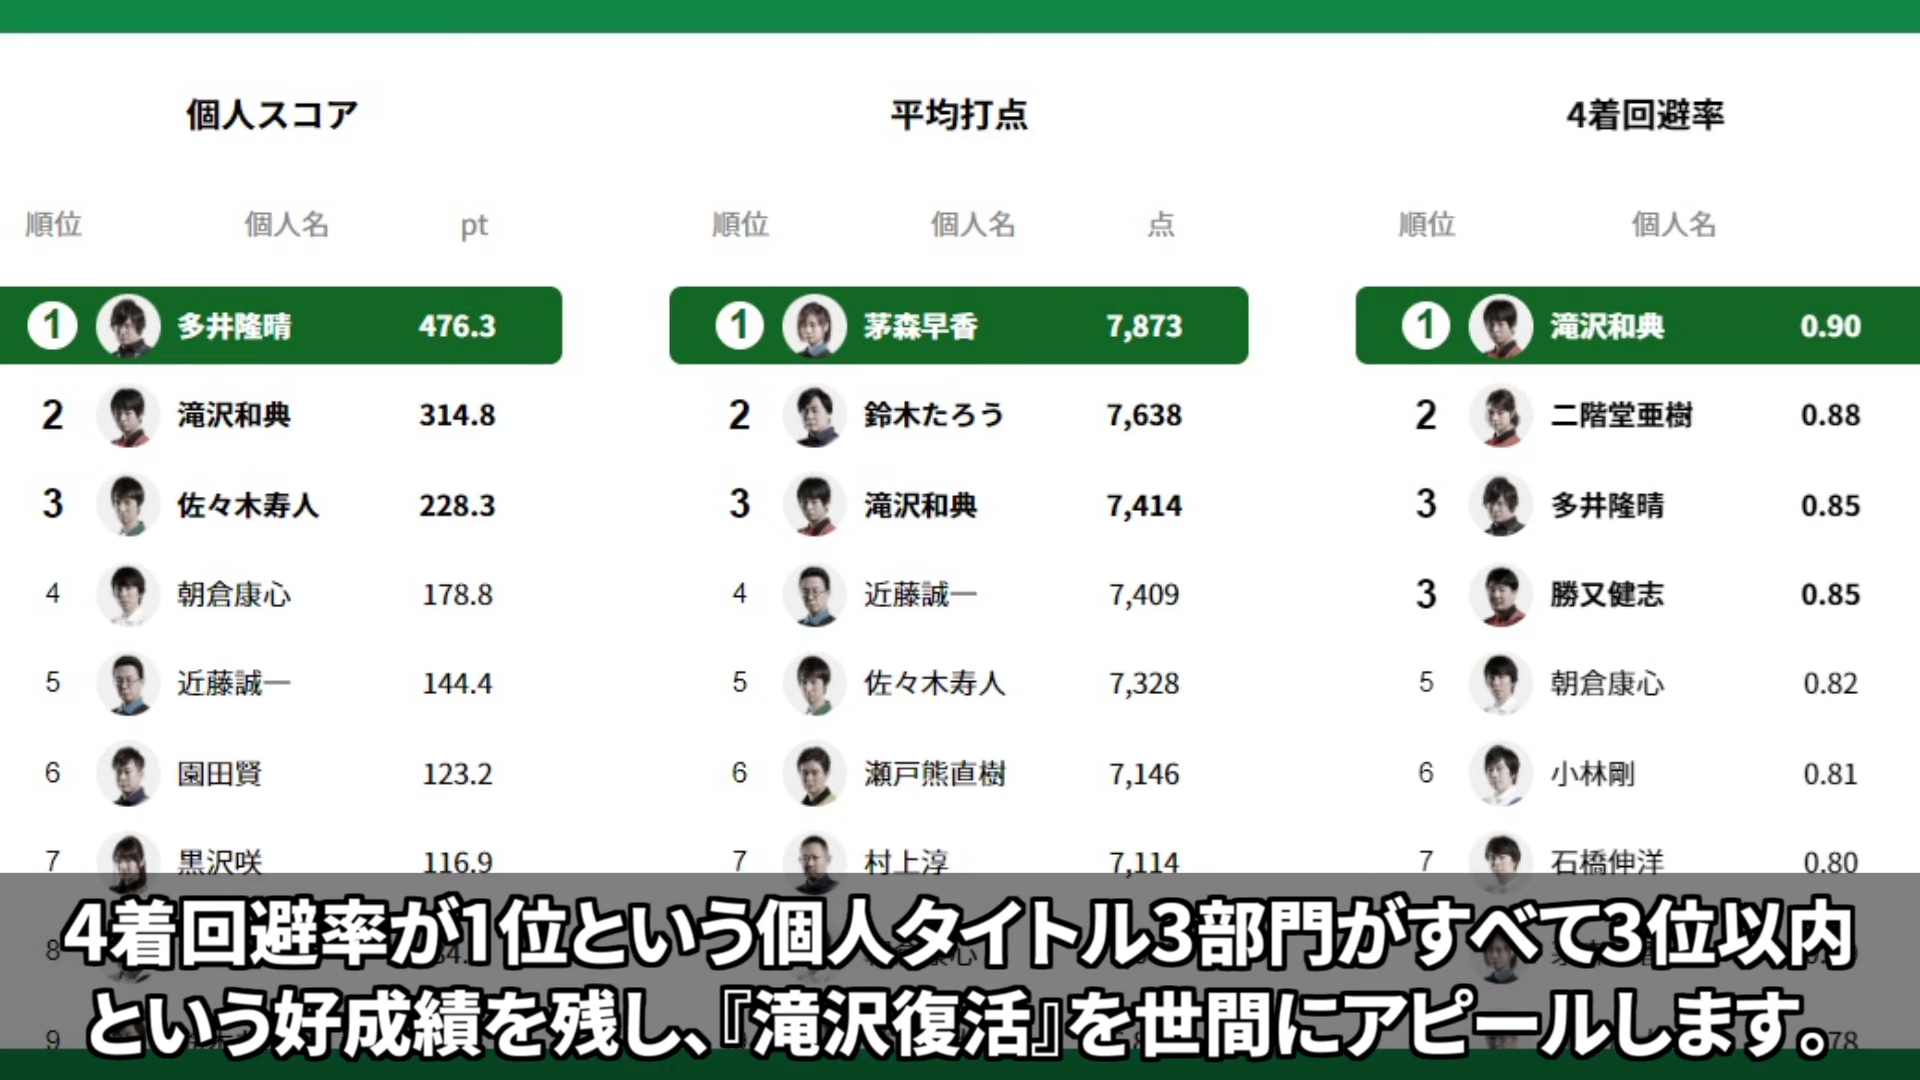 個人スコア
順位 個人名 pt
1 多井隆晴 476.3
2 滝沢和典 314.8
3 佐々木寿人 228.3
4 朝倉康心 178.8
5 近藤誠一 144.4
6 園田賢 123.2
7 黒沢咲 116.9
8
9
平均打点
順位 個人名 点
1 茅森早香 7,873
2 鈴木たろう 7,638
3 滝沢和典 7,414
4 近藤誠一 7,409
5 佐々木寿人 7,328
6 瀬戸熊直樹 7,146
7 村上淳 7,114
4着回避率
順位 個人名
1 滝沢和典 0.90
2 二階堂亜樹 0.88
3 多井隆晴 0.85
3 勝又健志 0.85
5 朝倉康心 0.82
6 小林剛 0.81
7 石橋伸洋 0.80
4着回避率が1位という個人タイトル3部門がすべて3位以内
という好成績を残し、『滝沢復活』を世間にアピールします。